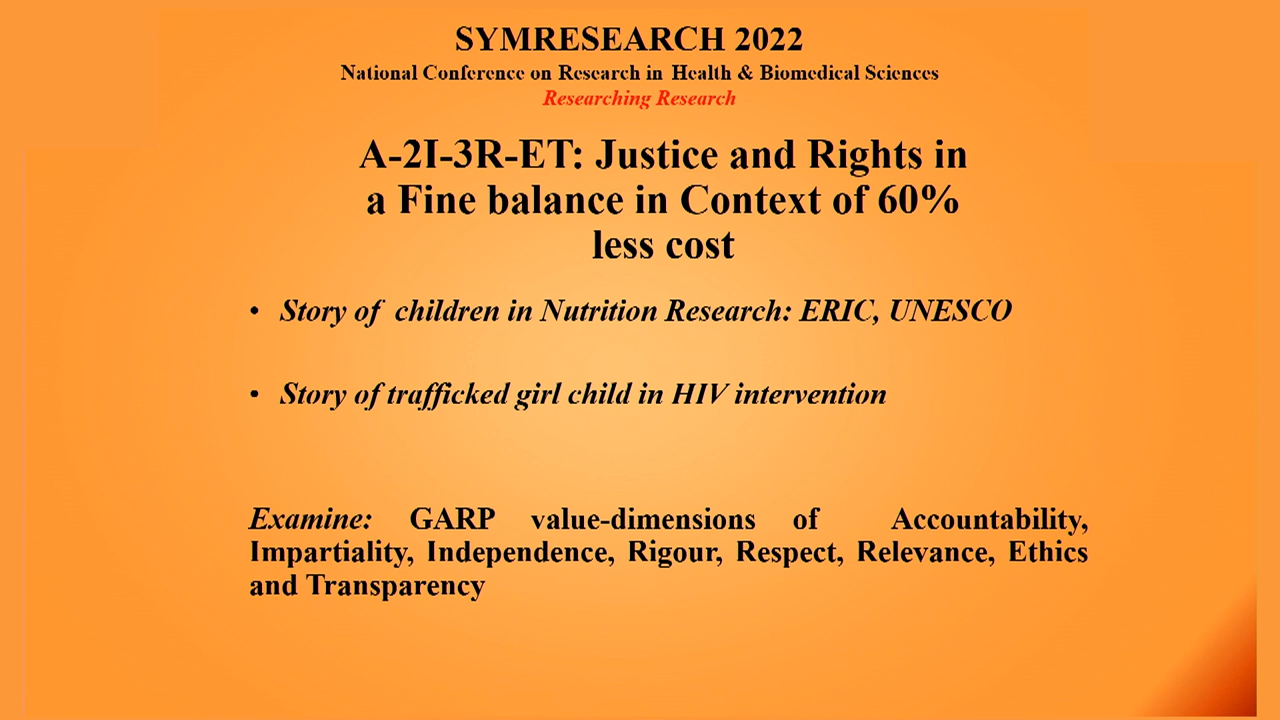 SYMRESEARCH 2022
National Conference on Research in Health & Biomedical Sciences
Researching Research
A-2I-3R-ET: Justice and Rights in
a Fine balance in Context of 60%
less cost
• Story of children in Nutrition Research: ERIC, UNESCO
• Story of trafficked girl child in HIV intervention
Examine: GARP value-dimensions of Accountability,
Impartiality, Independence, Rigour, Respect, Relevance, Ethics
and Transparency